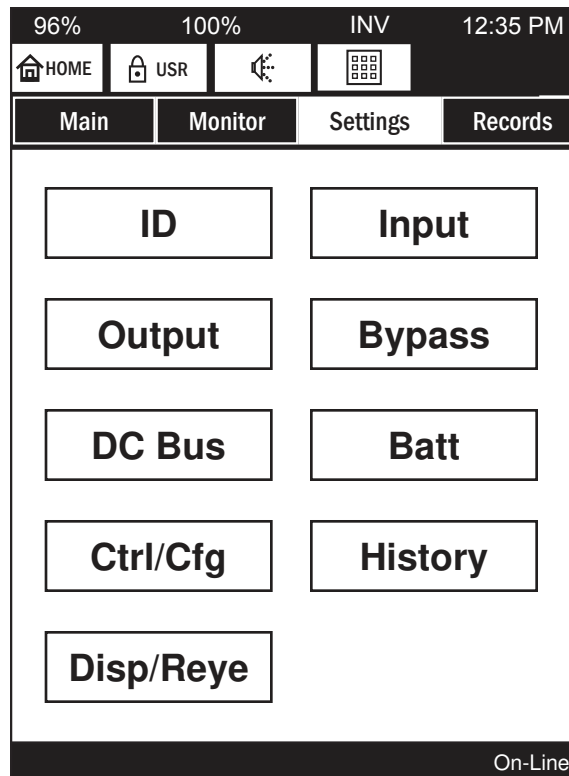 96% 100% INV 12:35 PM
HOME USR
Main Monitor Settings Records
ID Input
Output Bypass
DC Bus Batt
Ctrl/Cfg History
Disp/Reye
On-Line